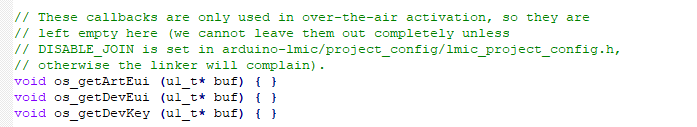 // These callbacks are only used in over-the-air activation, so they are
// left empty here (we cannot leave them out completely unless
// DISABLE_JOIN is set in arduino-lmic/project_config/lmic_project_config.h,
// otherwise the linker will complain).
void os_getArtEui (u1_t* buf) { }
void os_getDevEui (u1_t* buf) { }
void os_getDevKey (u1_t* buf) { }